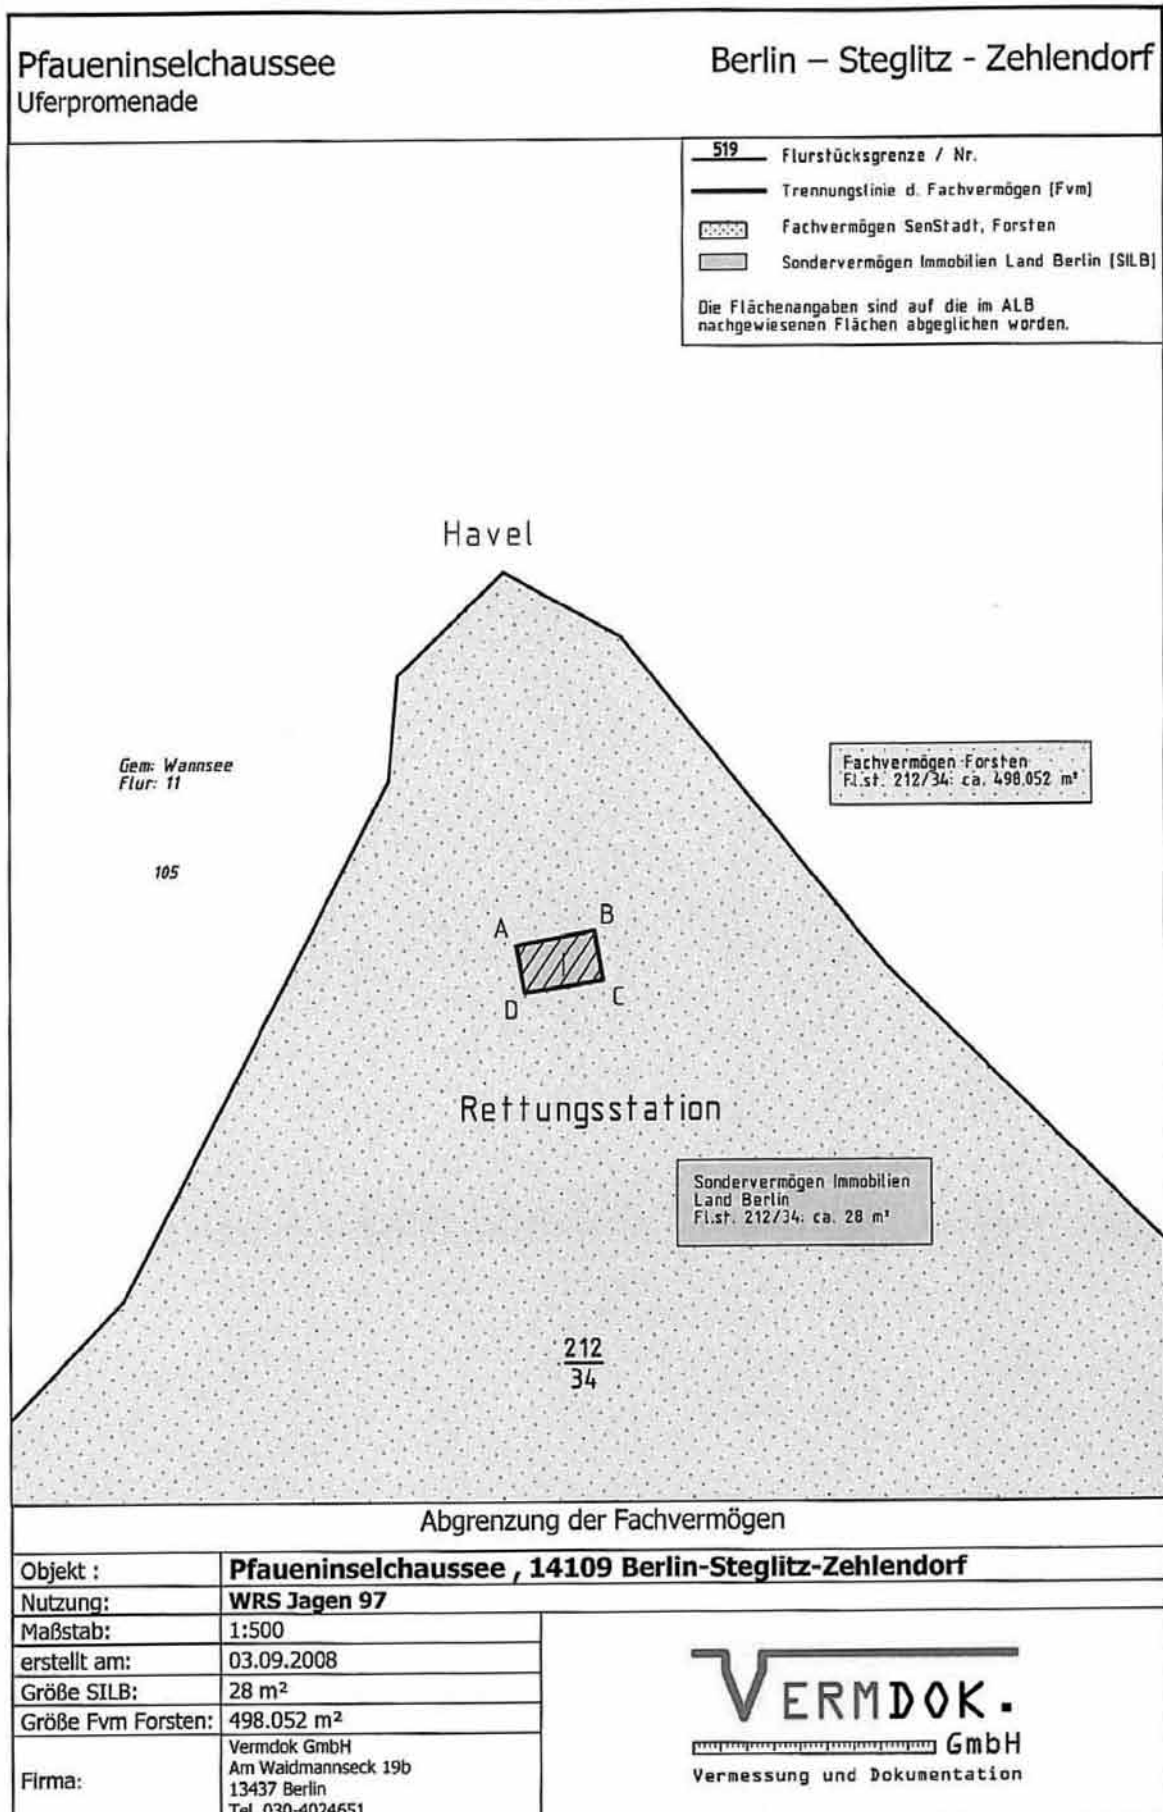 Pfaueninselchaussee
Uferpromenade
Berlin – Steglitz - Zehlendorf
519 Flurstücksgrenze / Nr.
Trennungslinie d. Fachvermögen (Fvm)
Fachvermögen SenStadt, Forsten
Sondervermögen Immobilien Land Berlin (SILB)
Die Flächenangaben sind auf die im ALB
nachgewiesenen Flächen abgeglichen worden.
Havel
Gem: Wannsee
Flur: 11
105
Fachvermögen Forsten
Fl.st. 212/34: ca. 498.052 m²
A
B
I
D
C
Rettungsstation
Sondervermögen Immobilien
Land Berlin
Fl.st. 212/34: ca. 28 m²
212
34
Abgrenzung der Fachvermögen
Objekt : Pfaueninselchaussee , 14109 Berlin-Steglitz-Zehlendorf
Nutzung: WRS Jagen 97
Maßstab: 1:500
erstellt am: 03.09.2008
Größe SILB: 28 m²
Größe Fvm Forsten: 498.052 m²
Firma:
Vermdok GmbH
Am Waidmannseck 19b
13437 Berlin
Tel. 030-4024651
VERMDOK.
GmbH
Vermessung und Dokumentation